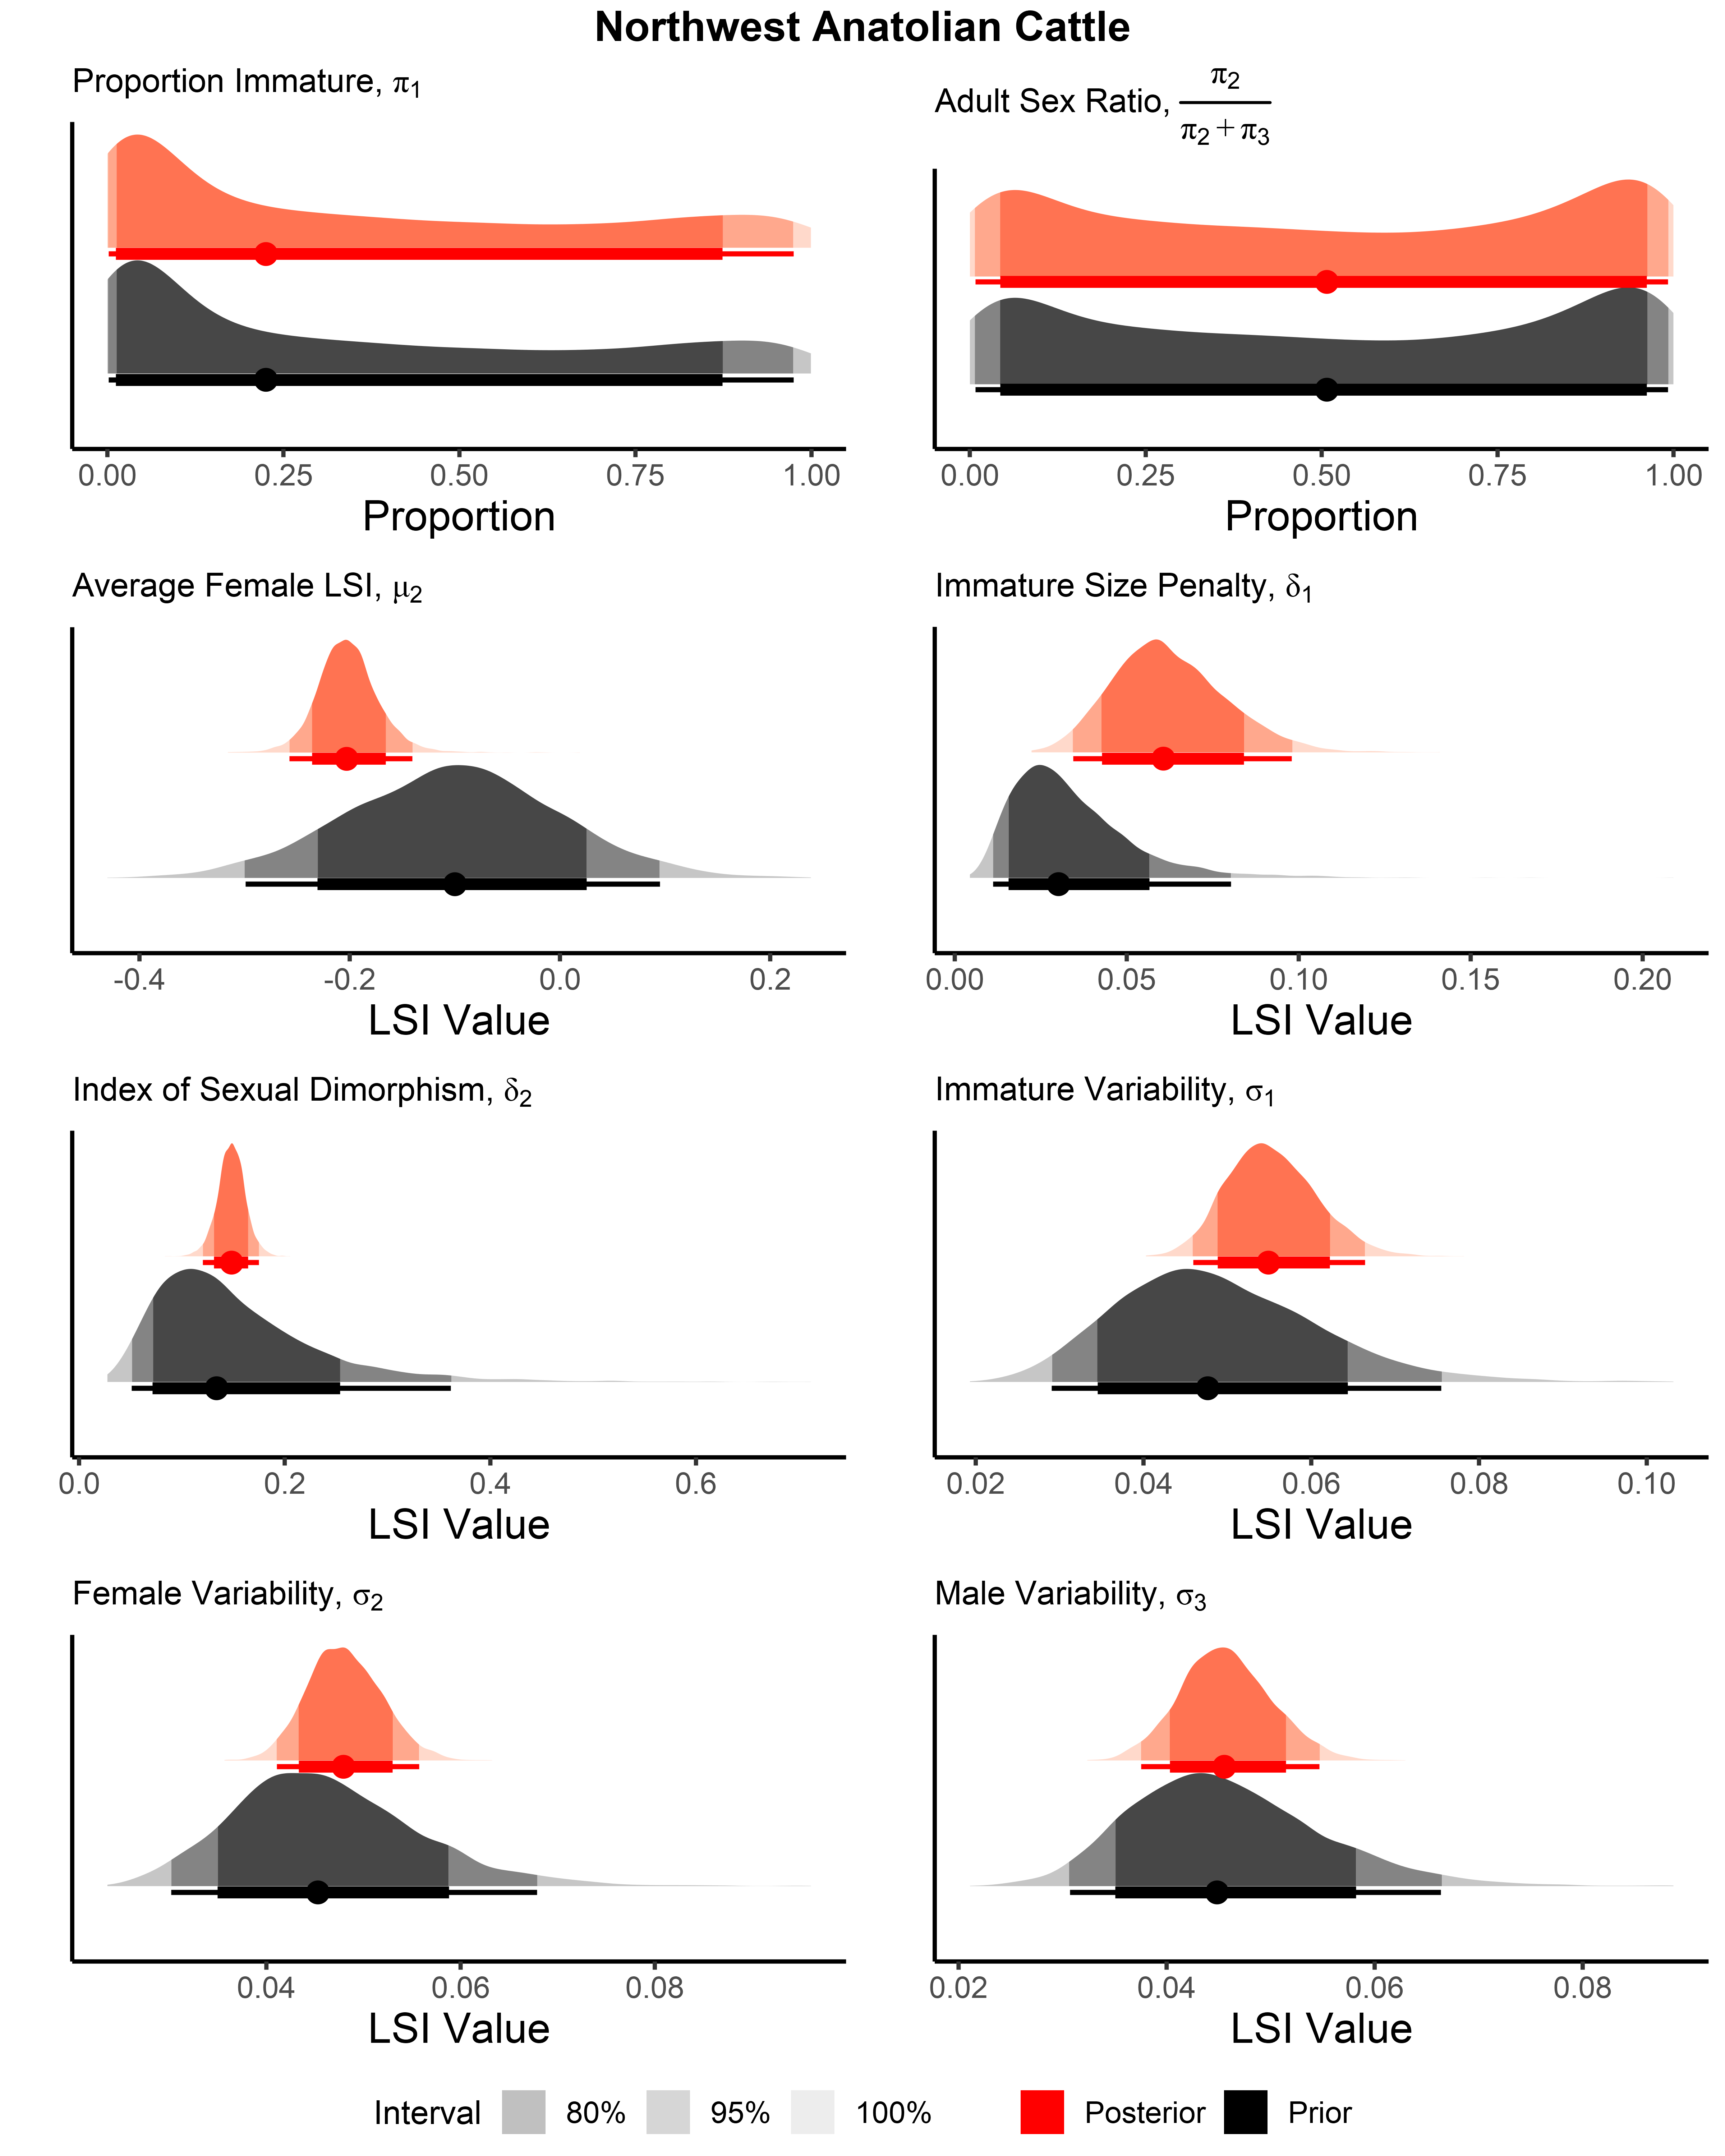 Northwest Anatolian Cattle
Proportion Immature, π1
Adult Sex Ratio, π2 / π2 + π3
0.00 0.25 0.50 0.75 1.00
Proportion
0.00 0.25 0.50 0.75 1.00
Proportion
Average Female LSI, μ2
Immature Size Penalty, δ1
-0.4 -0.2 0.0 0.2
LSI Value
0.00 0.05 0.10 0.15 0.20
LSI Value
Index of Sexual Dimorphism, δ2
Immature Variability, σ1
0.0 0.2 0.4 0.6
LSI Value
0.02 0.04 0.06 0.08 0.10
LSI Value
Female Variability, σ2
Male Variability, σ3
0.04 0.06 0.08
LSI Value
0.02 0.04 0.06 0.08
LSI Value
Interval 80% 95% 100% Posterior Prior